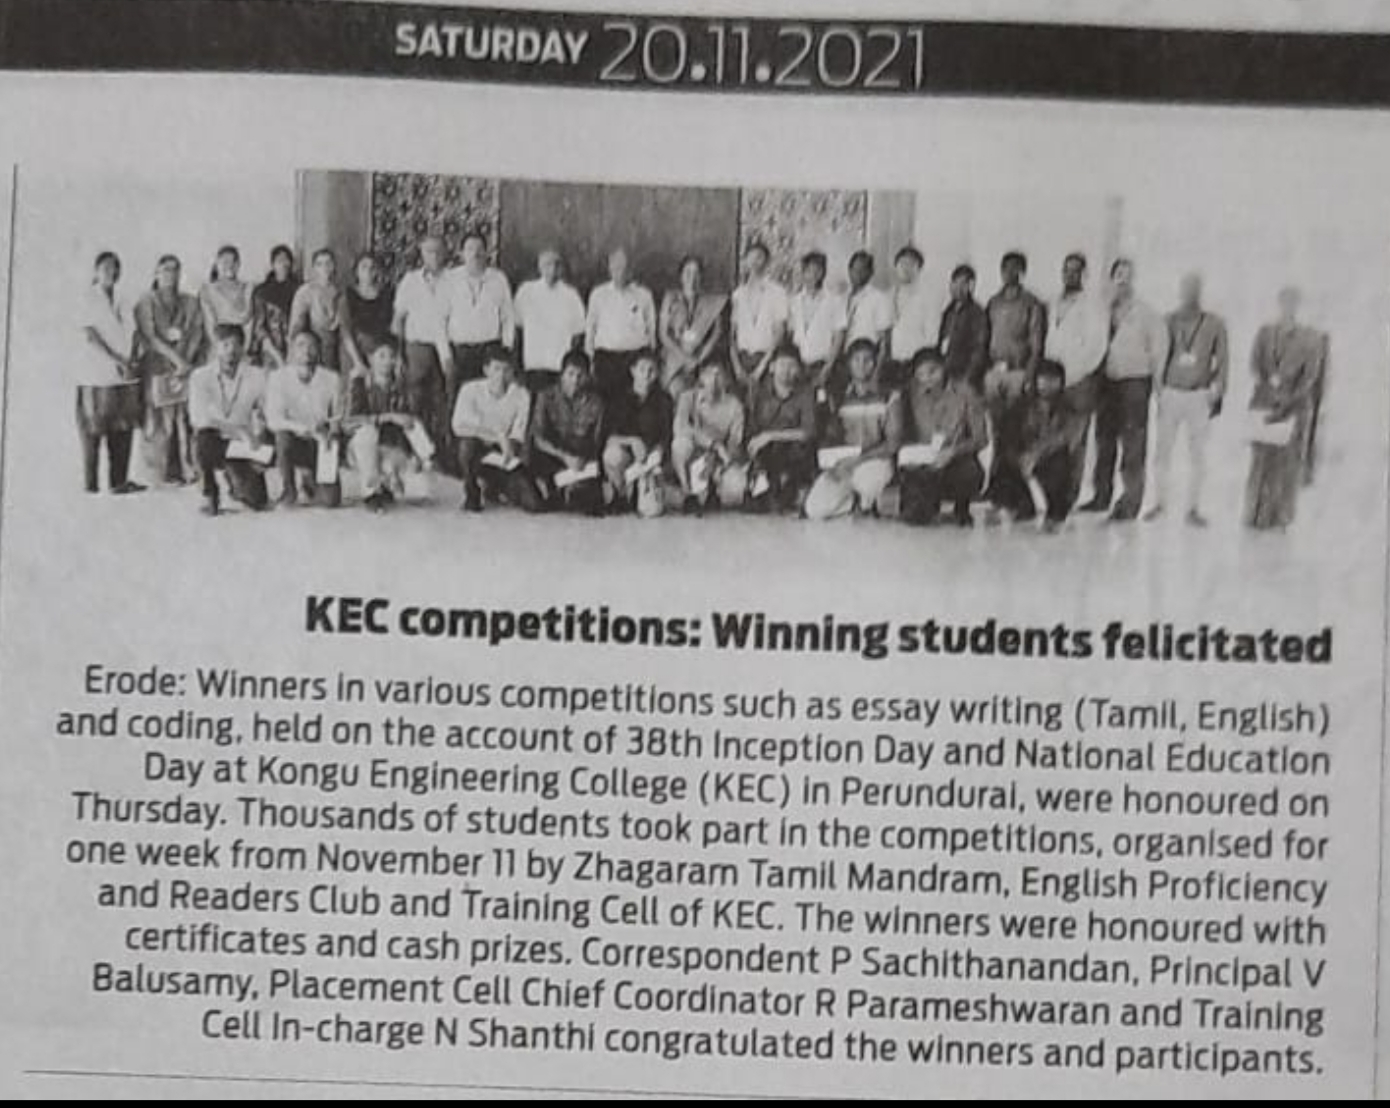 SATURDAY 20.11.2021
KEC competitions: Winning students felicitated
Erode: Winners in various competitions such as essay writing (Tamil, English)
and coding, held on the account of 38th Inception Day and National Education
Day at Kongu Engineering College (KEC) in Perundurai, were honoured on
Thursday. Thousands of students took part in the competitions, organised for
one week from November 11 by Zhagaram Tamil Mandram, English Proficiency
and Readers Club and Training Cell of KEC. The winners were honoured with
certificates and cash prizes. Correspondent P Sachithanandan, Principal V
Balusamy, Placement Cell Chief Coordinator R Parameshwaran and Training
Cell In-charge N Shanthi congratulated the winners and participants.